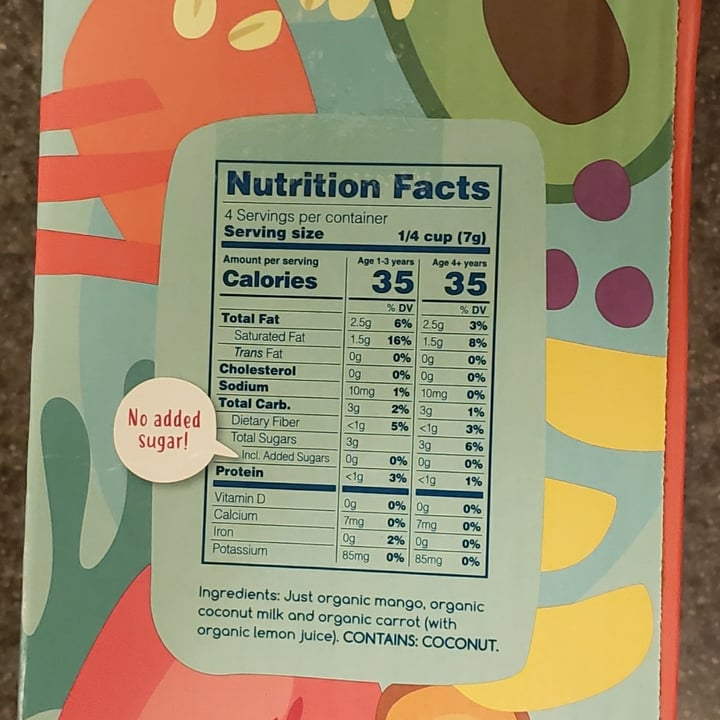 Nutrition Facts
4 Servings per container
Serving size 1/4 cup (7g)
Amount per serving Age 1-3 years Age 4+ years
Calories 35 35
% DV % DV
Total Fat 2.5g 6% 2.5g 3%
Saturated Fat 1.5g 16% 1.5g 8%
Trans Fat 0g 0% 0g 0%
Cholesterol 0g 0% 0g 0%
Sodium 10mg 1% 10mg 0%
Total Carb. 3g 2% 3g 1%
Dietary Fiber <1g 5% <1g 3%
Total Sugars 3g 3g 6%
Incl. Added Sugars 0g 0% 0g 0%
Protein <1g 3% <1g 1%
Vitamin D 0g 0% 0g 0%
Calcium 7mg 0% 7mg 0%
Iron 0g 2% 0g 0%
Potassium 85mg 0% 85mg 0%
No added
sugar!
Ingredients: Just organic mango, organic
coconut milk and organic carrot (with
organic lemon juice). CONTAINS: COCONUT.